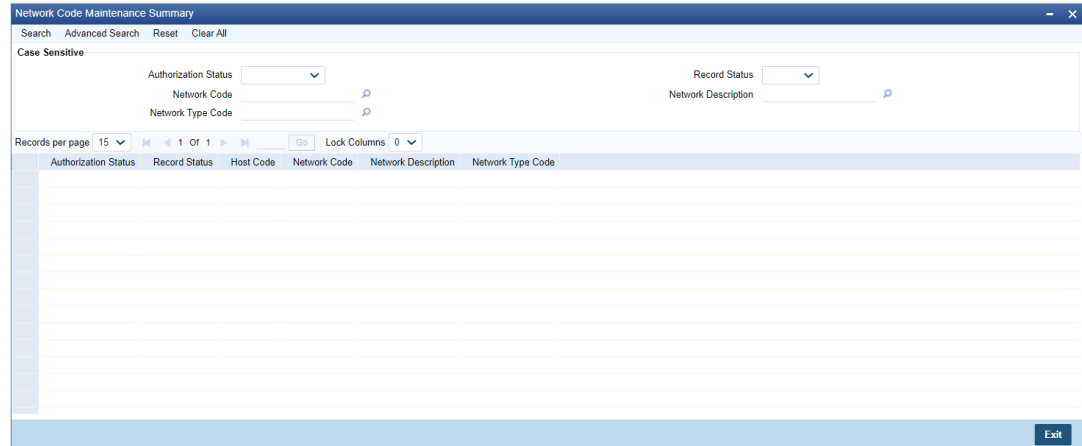 Network Code Maintenance Summary
Search Advanced Search Reset Clear All
Case Sensitive
Authorization Status Record Status
Network Code Network Description
Network Type Code
Records per page 15 1 Of 1 Go Lock Columns 0
Authorization Status Record Status Host Code Network Code Network Description Network Type Code
Exit